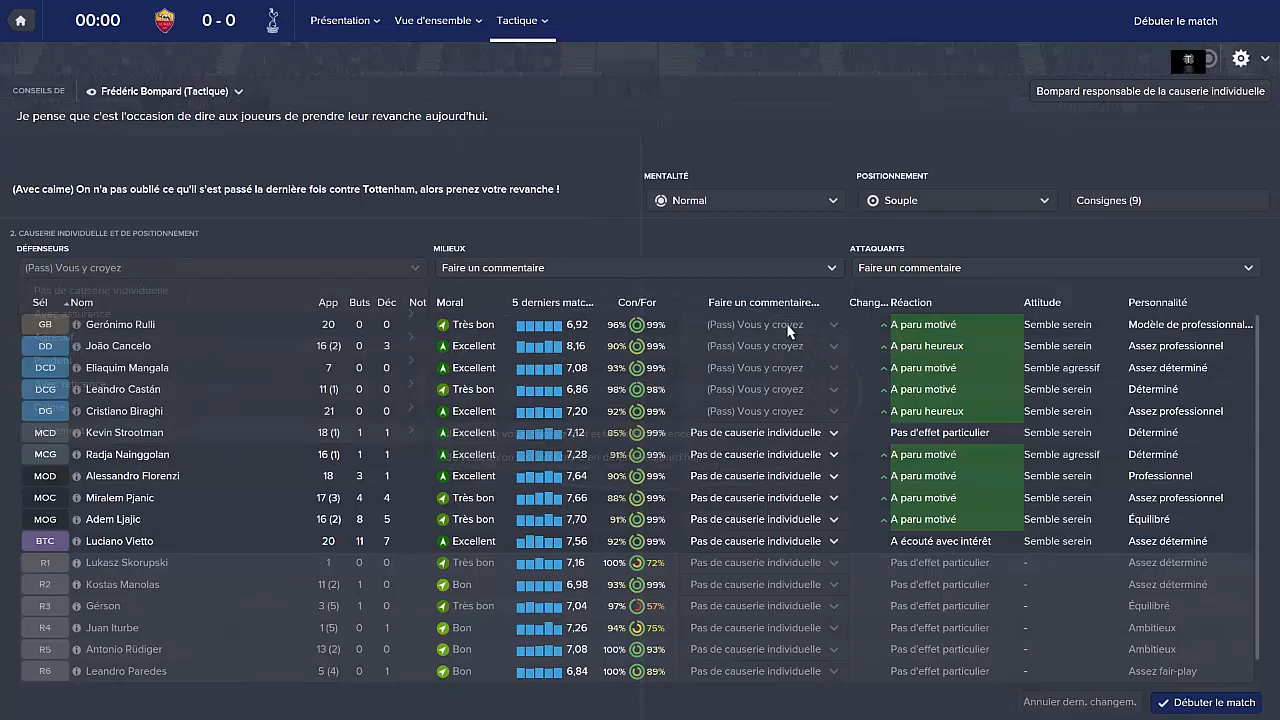 00:00 0 - 0 Présentation Vue d'ensemble Tactique Débuter le match
CONSEILS DE Frédéric Bompard (Tactique) Bompard responsable de la causerie individuelle
Je pense que c'est l'occasion de dire aux joueurs de prendre leur revanche aujourd'hui.
MENTALITÉ POSITIONNEMENT
(Avec calme) On n'a pas oublié ce qu'il s'est passé la dernière fois contre Tottenham, alors prenez votre revanche !
Normal Souple Consignes (9)
2. CAUSERIE INDIVIDUELLE ET DE POSITIONNEMENT
DÉFENSEURS MILIEUX ATTAQUANTS
(Pass) Vous y croyez Faire un commentaire Faire un commentaire
Pas de causerie individuelle
Sél Nom App Buts Déc Not Moral 5 derniers matc... Con/For Faire un commentaire... Chang... Réaction Attitude Personnalité
GB Gerónimo Rulli 20 0 0 Très bon 6,92 96% 99% (Pass) Vous y croyez A paru motivé Semble serein Modèle de professionnal...
DD João Cancelo 16 (2) 0 3 Excellent 8,16 90% 99% (Pass) Vous y croyez A paru heureux Semble serein Assez professionnel
DCD Eliaquim Mangala 7 0 0 Excellent 7,08 93% 99% (Pass) Vous y croyez A paru motivé Semble agressif Assez déterminé
DCG Leandro Castán 11 (1) 0 0 Très bon 6,86 98% 98% (Pass) Vous y croyez A paru motivé Semble serein Déterminé
DG Cristiano Biraghi 21 0 0 Excellent 7,20 92% 99% (Pass) Vous y croyez A paru heureux Semble serein Assez professionnel
MCD Kevin Strootman 18 (1) 1 1 Excellent 7,12 85% 99% Pas de causerie individuelle Pas d'effet particulier Semble serein Déterminé
MCG Radja Nainggolan 16 (1) 1 1 Excellent 7,28 91% 99% Pas de causerie individuelle A paru motivé Semble agressif Déterminé
MOD Alessandro Florenzi 18 3 1 Excellent 7,64 90% 99% Pas de causerie individuelle A paru motivé Semble serein Professionnel
MOC Miralem Pjanic 17 (3) 4 4 Très bon 7,66 88% 99% Pas de causerie individuelle A paru motivé Semble serein Assez professionnel
MOG Adem Ljajic 16 (2) 8 5 Très bon 7,70 91% 99% Pas de causerie individuelle A paru motivé Semble serein Équilibré
BTC Luciano Vietto 20 11 7 Excellent 7,56 92% 99% Pas de causerie individuelle A écouté avec intérêt Semble serein Assez déterminé
R1 Lukasz Skorupski 1 0 0 Très bon 7,16 100% 72% Pas de causerie individuelle Pas d'effet particulier - Assez déterminé
R2 Kostas Manolas 11 (2) 1 0 Bon 6,98 93% 99% Pas de causerie individuelle Pas d'effet particulier - Assez déterminé
R3 Gérson 3 (5) 1 0 Très bon 7,04 97% 57% Pas de causerie individuelle Pas d'effet particulier - Équilibré
R4 Juan Iturbe 1 (5) 0 1 Bon 7,26 94% 75% Pas de causerie individuelle Pas d'effet particulier - Ambitieux
R5 Antonio Rüdiger 13 (2) 0 0 Bon 7,08 100% 93% Pas de causerie individuelle Pas d'effet particulier - Ambitieux
R6 Leandro Paredes 5 (4) 0 1 Bon 6,84 100% 89% Pas de causerie individuelle Pas d'effet particulier - Assez fair-play
Annuler dern. changem. Débuter le match